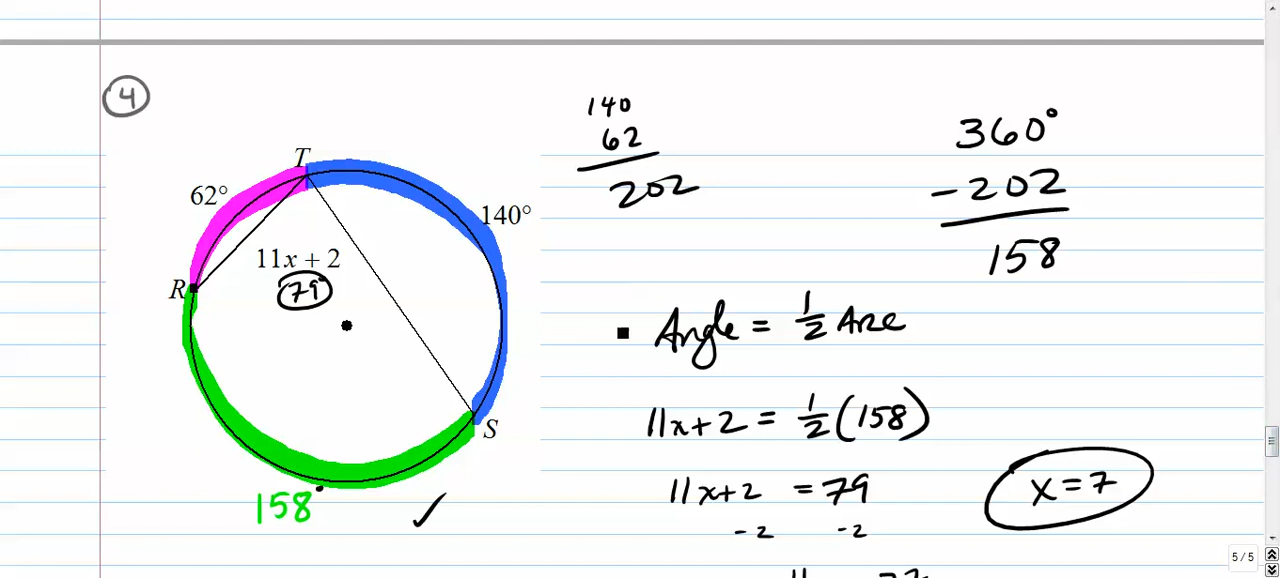 4
T
62°
140°
11x + 2
79°
R
S
158°
140
62
202
360°
-202
158
Angle = 1/2 Arc
11x+2 = 1/2(158)
11x+2 = 79
-2 -2
x=7
5 / 5